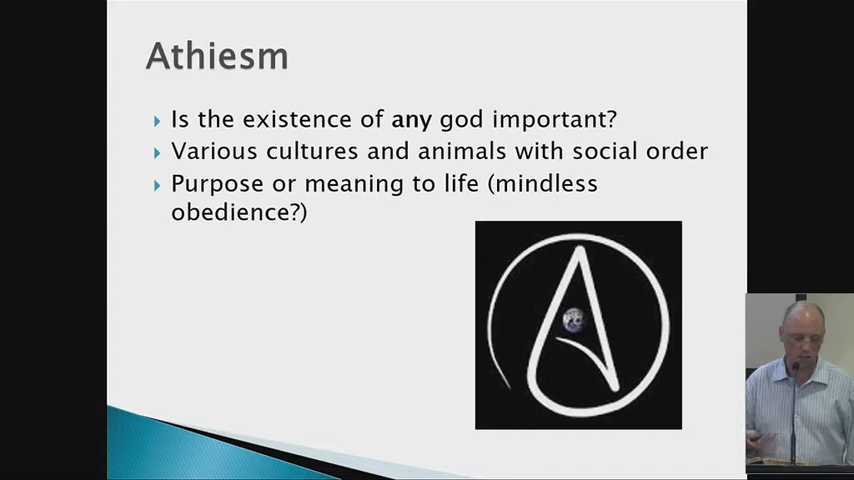 Athiesm
Is the existence of any god important?
Various cultures and animals with social order
Purpose or meaning to life (mindless
obedience?)